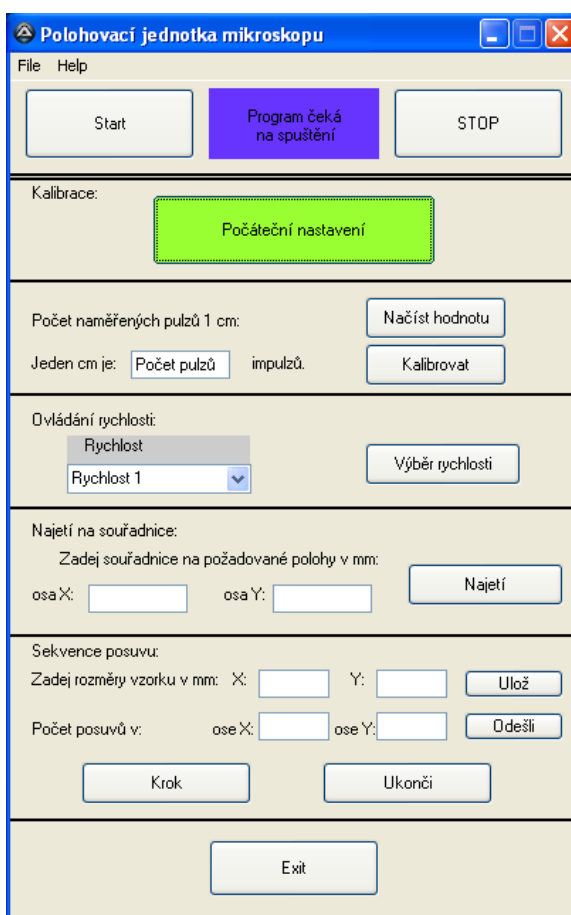 Polohovací jednotka mikroskopu
File Help
Start
Program čeká
na spuštění
STOP
Kalibrace:
Počáteční nastavení
Počet naměřených pulzů 1 cm:
Načíst hodnotu
Jeden cm je: Počet pulzů impulzů.
Kalibrovat
Ovládání rychlosti:
Rychlost
Rychlost 1
Výběr rychlosti
Najetí na souřadnice:
Zadej souřadnice na požadované polohy v mm:
osa X: osa Y:
Najetí
Sekvence posuvu:
Zadej rozměry vzorku v mm: X: Y: Ulož
Počet posuvů v: ose X: ose Y: Odešli
Krok Ukonči
Exit